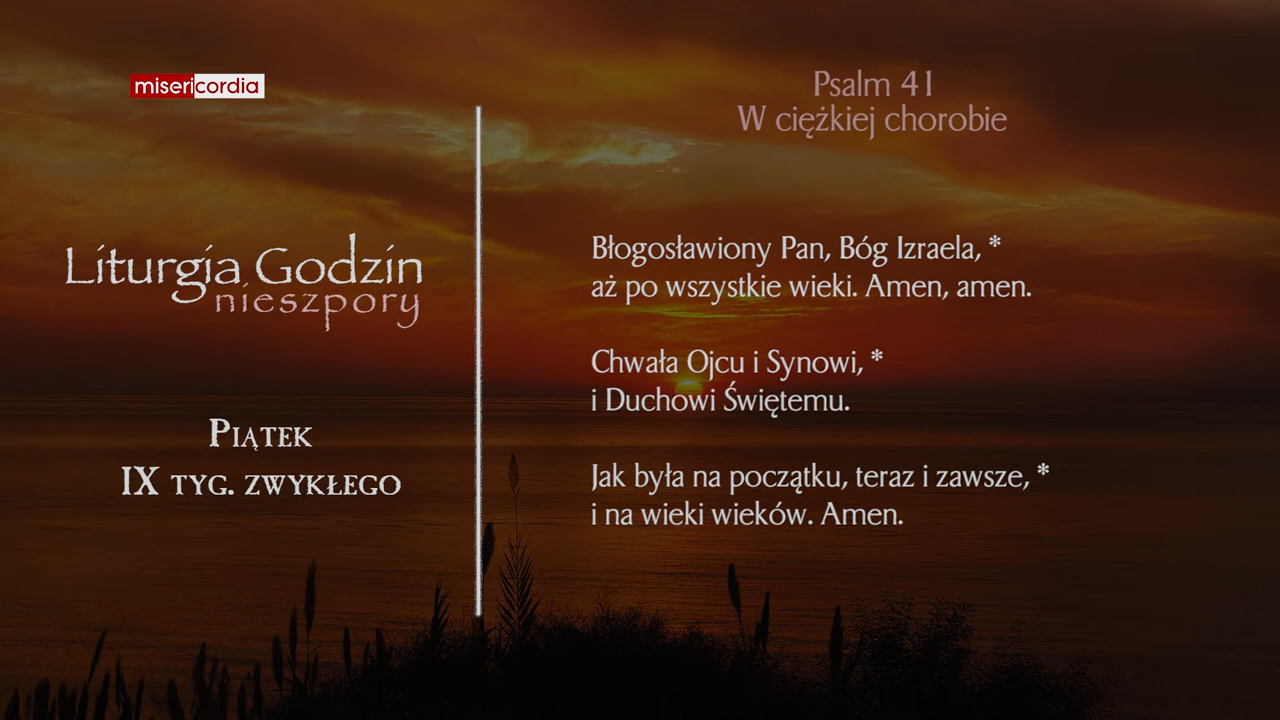 misericordia
Liturgia Godzin
nieszpory
Piątek
IX tyg. zwykłego
Psalm 41
W ciężkiej chorobie
Błogosławiony Pan, Bóg Izraela, *
aż po wszystkie wieki. Amen, amen.
Chwała Ojcu i Synowi, *
i Duchowi Świętemu.
Jak była na początku, teraz i zawsze, *
i na wieki wieków. Amen.